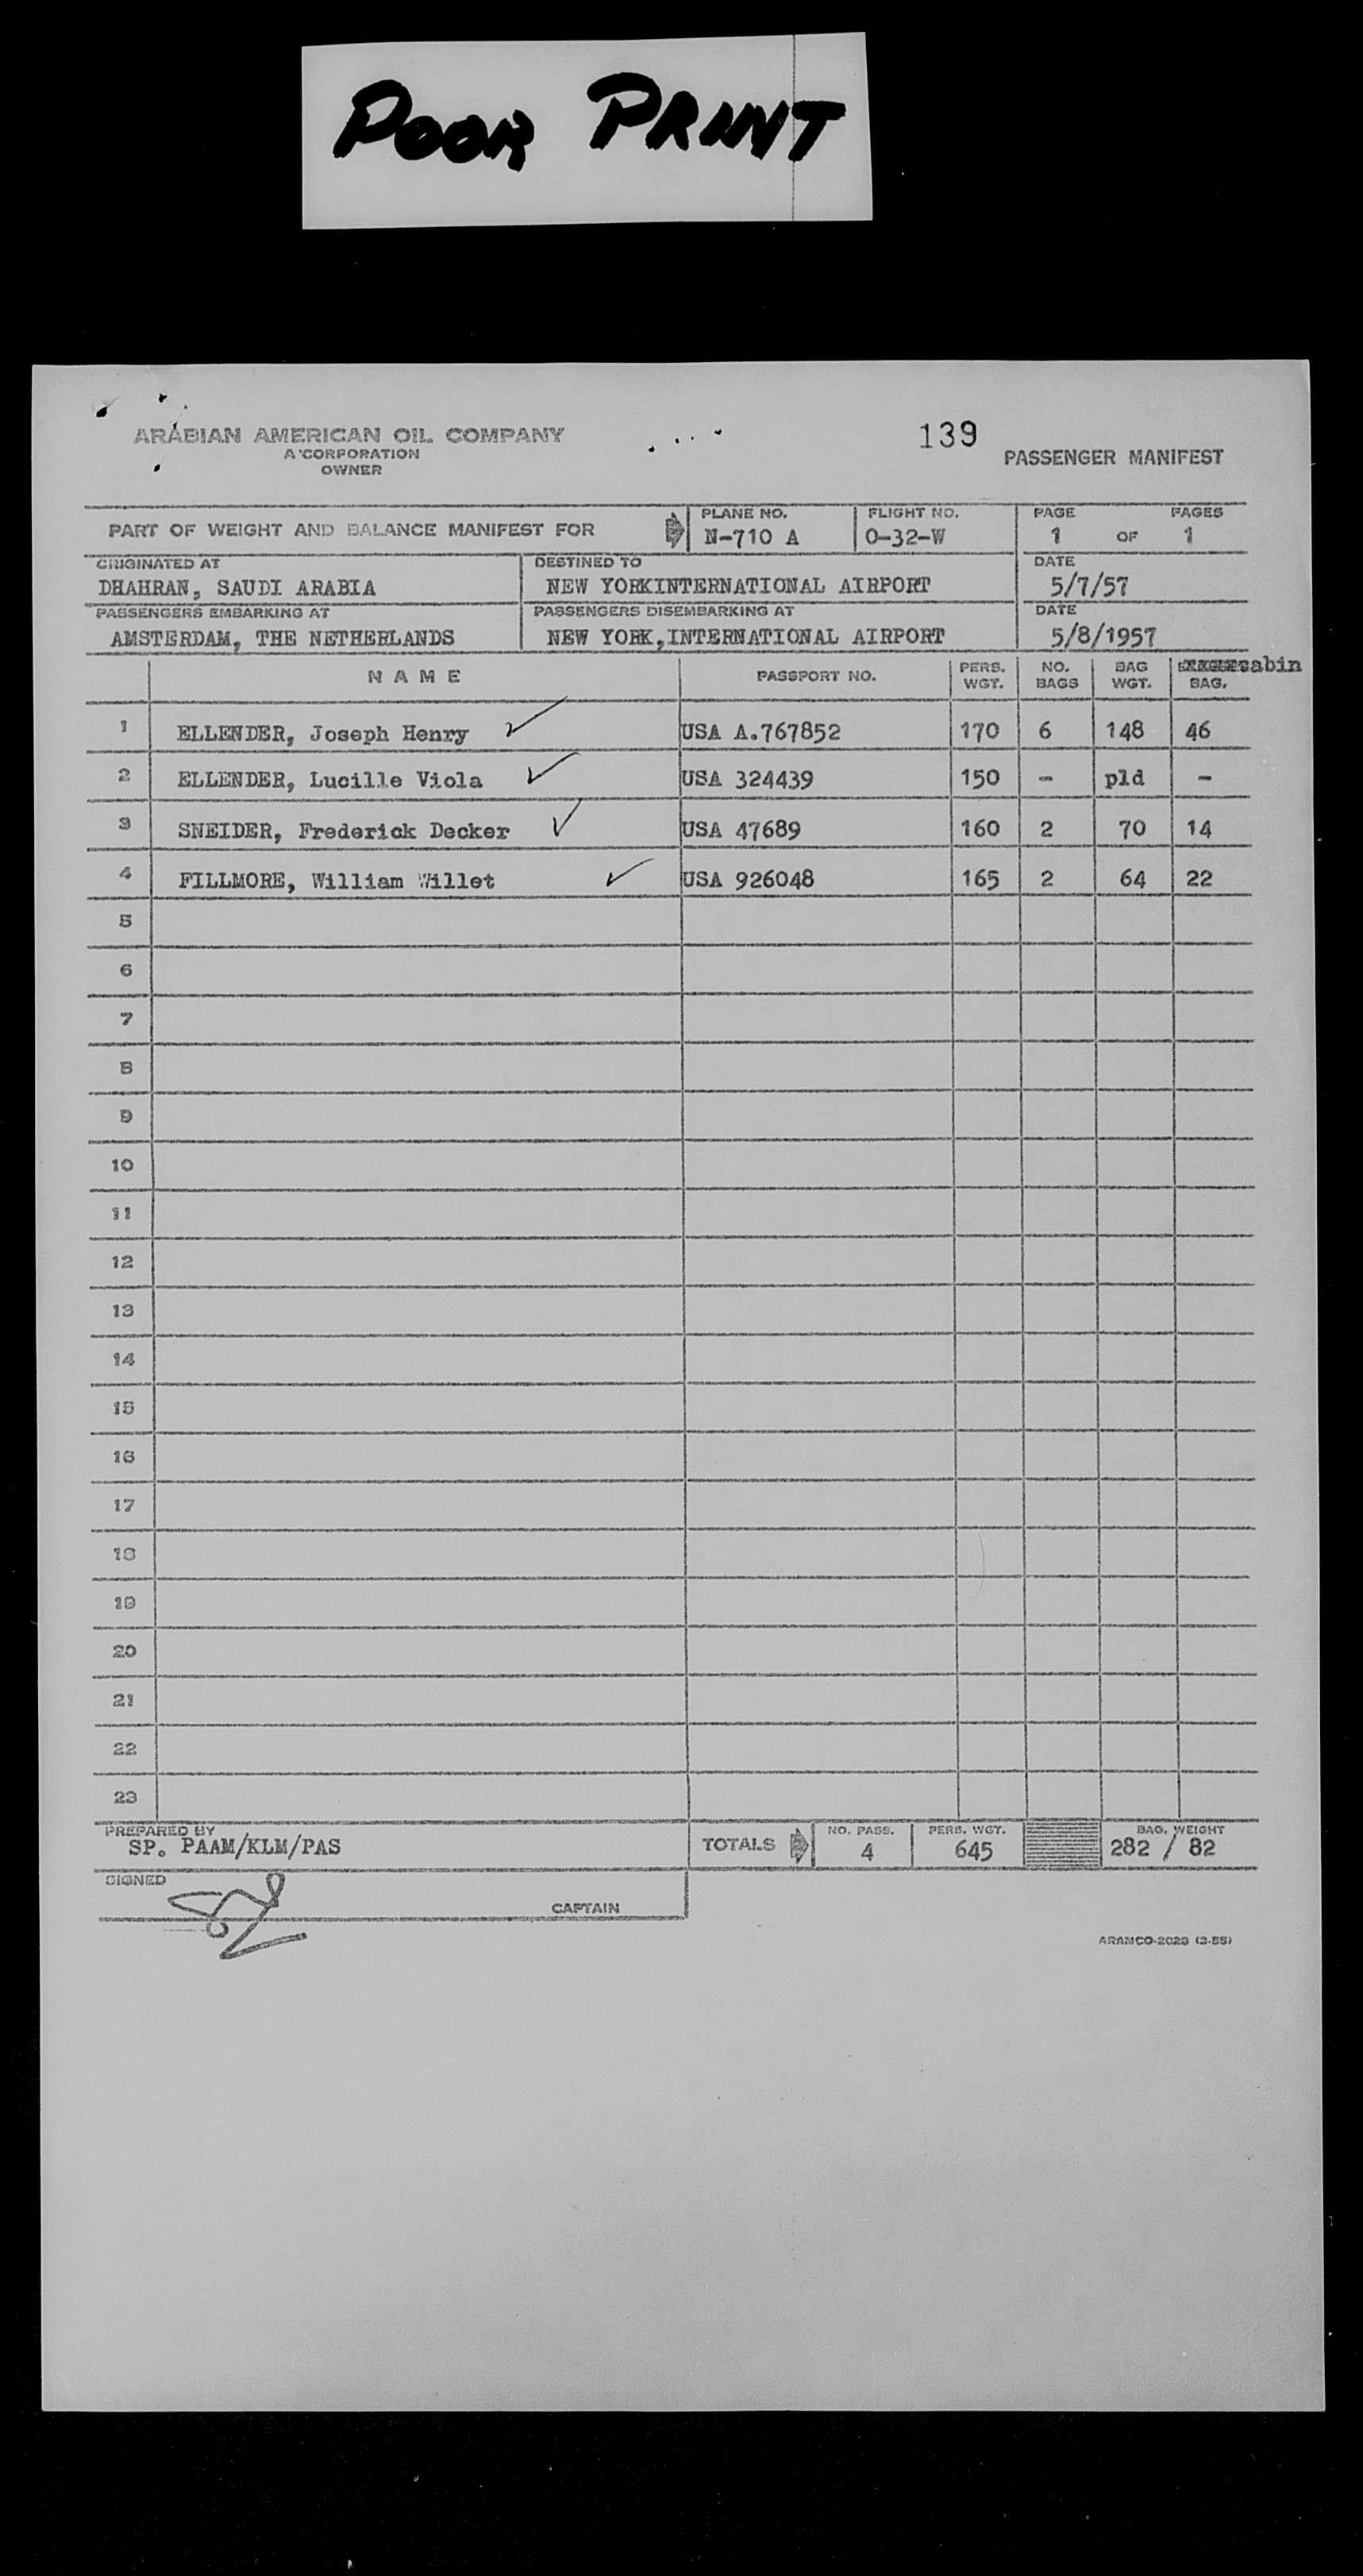 POOR PRINT
ARABIAN AMERICAN OIL COMPANY
A CORPORATION
OWNER
139
PASSENGER MANIFEST
PART OF WEIGHT AND BALANCE MANIFEST FOR
PLANE NO. FLIGHT NO. PAGE PAGES
N-710 A O-32-W 1 OF 1
ORIGINATED AT DESTINED TO DATE
DHAHRAN, SAUDI ARABIA NEW YORKINTERNATIONAL AIRPORT 5/7/57
PASSENGERS EMBARKING AT PASSENGERS DISEMBARKING AT DATE
AMSTERDAM, THE NETHERLANDS NEW YORK,INTERNATIONAL AIRPORT 5/8/1957
NAME PASSPORT NO. PERS. WGT. NO. BAGS BAG WGT. cabin BAG.
1 ELLENDER, Joseph Henry ✓ USA A.767852 170 6 148 46
2 ELLENDER, Lucille Viola ✓ USA 324439 150 - pld -
3 SNEIDER, Frederick Decker ✓ USA 47689 160 2 70 14
4 FILLMORE, William Willet ✓ USA 926048 165 2 64 22
5
6
7
8
9
10
11
12
13
14
15
16
17
18
19
20
21
22
23
PREPARED BY
SP. PAAM/KLM/PAS
TOTALS NO. PASS. PERS. WGT. BAG. WEIGHT
4 645 282 / 82
SIGNED
CAPTAIN
ARAMCO-2023 (3-55)